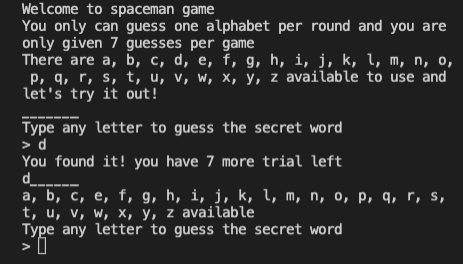 Welcome to spaceman game
You only can guess one alphabet per round and you are
only given 7 guesses per game
There are a, b, c, d, e, f, g, h, i, j, k, l, m, n, o,
p, q, r, s, t, u, v, w, x, y, z available to use and
let's try it out!
_______
Type any letter to guess the secret word
> d
You found it! you have 7 more trial left
d______
a, b, c, e, f, g, h, i, j, k, l, m, n, o, p, q, r, s,
t, u, v, w, x, y, z available
Type any letter to guess the secret word
>